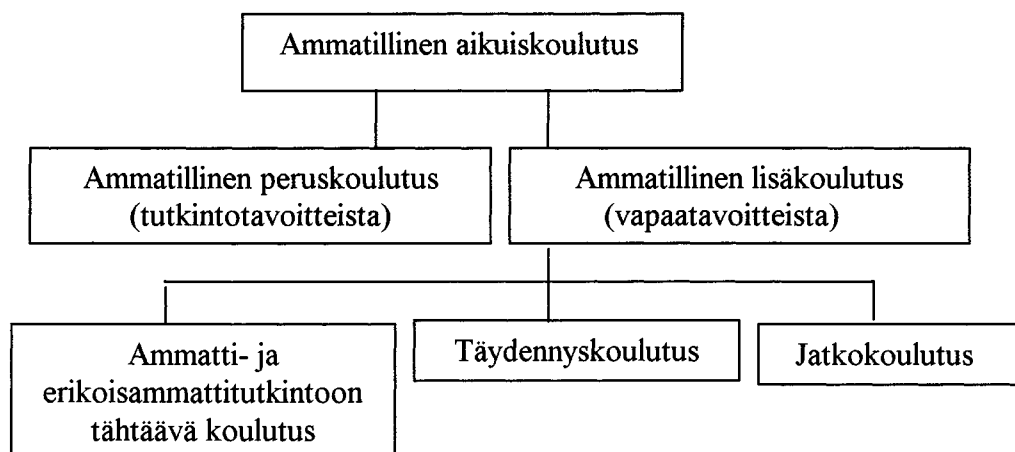 Ammatillinen aikuiskoulutus
Ammatillinen peruskoulutus
(tutkintotavoitteista)
Ammatillinen lisäkoulutus
(vapaatavoitteista)
Ammatti- ja
erikoisammattitutkintoon
tähtäävä koulutus
Täydennyskoulutus
Jatkokoulutus